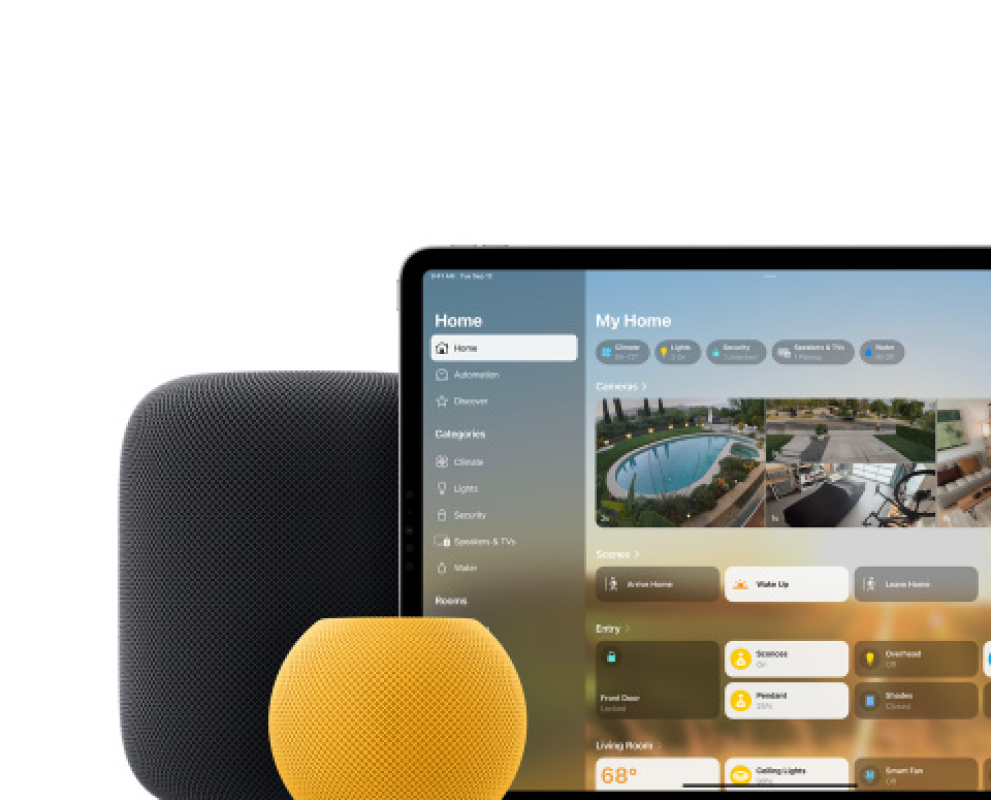 9:41 AM Tue Sep 12
Home
Home
Automation
Discover
Categories
Climate
Lights
Security
Speakers & TVs
Water
Rooms
My Home
Climate
Lights
Security
Speakers & TVs
Water
Cameras
Scenes
Arrive Home
Wake Up
Leave Home
Entry
Front Door
Locked
Sconces
On
Overhead
Off
Pendant
Shades
Closed
Living Room
68°
Ceiling Lights
Smart Fan
Off